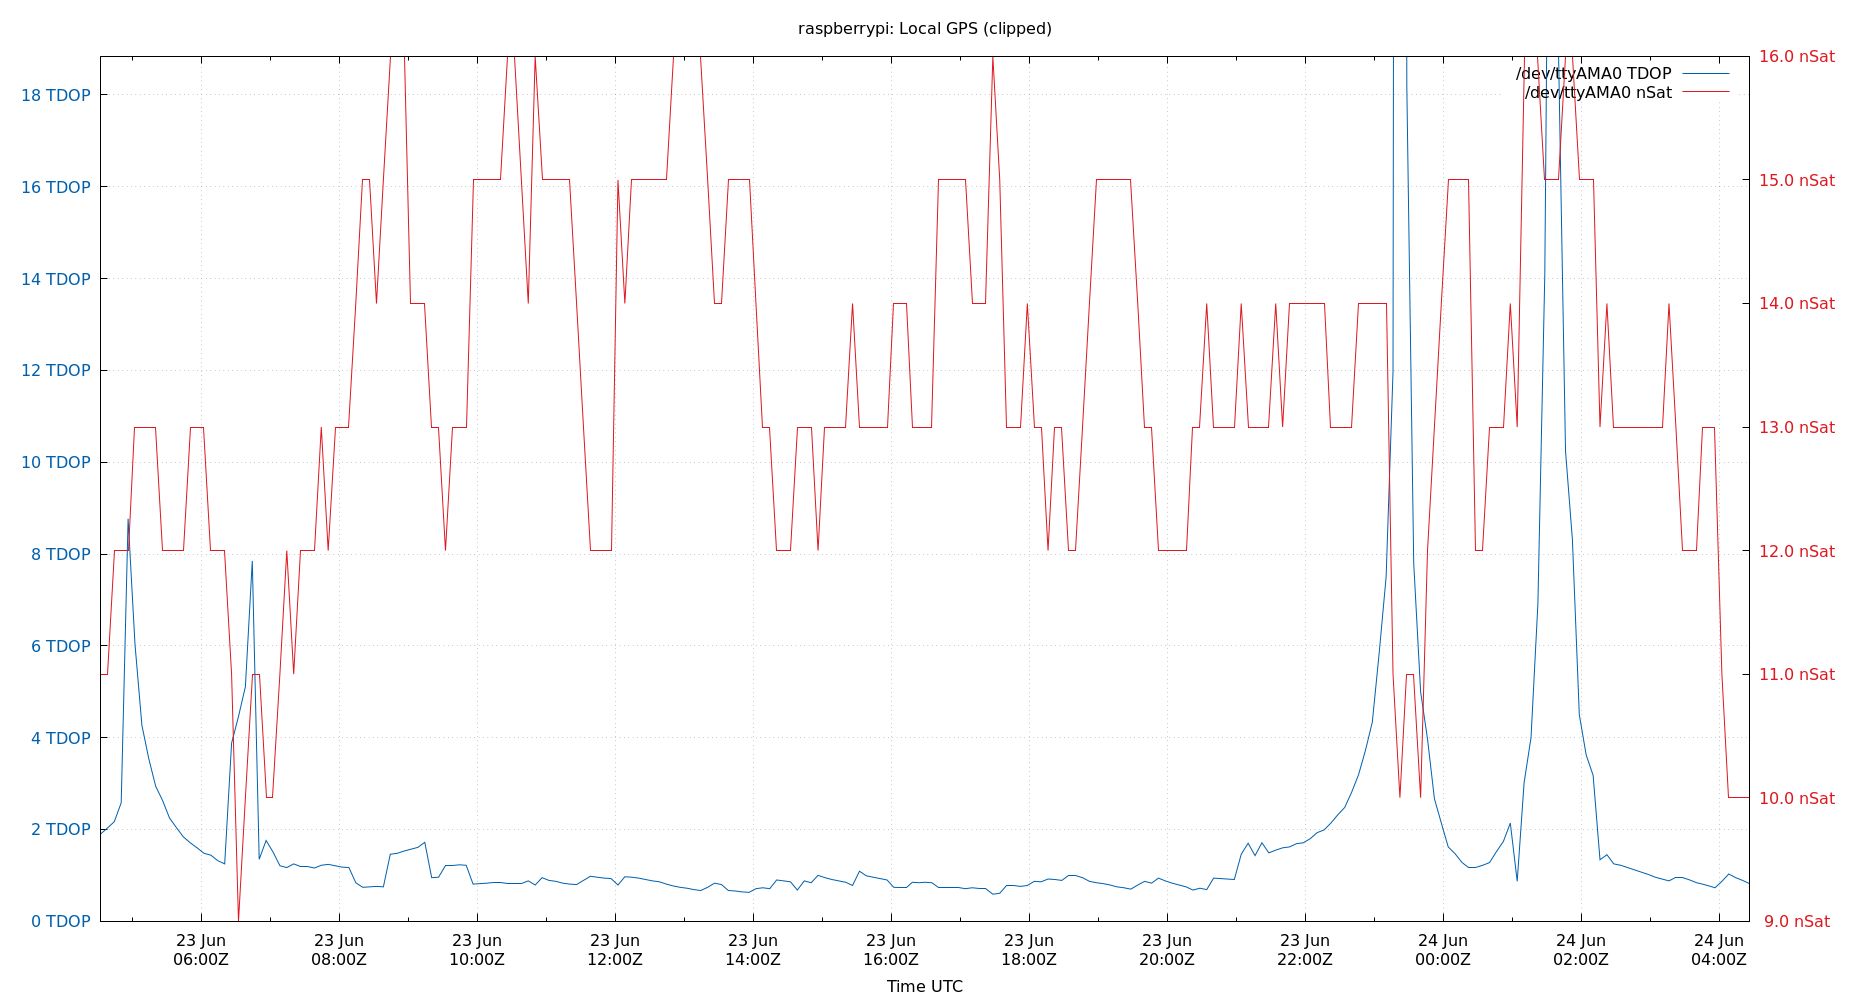 raspberrypi: Local GPS (clipped)
16.0 nSat
/dev/ttyAMA0 TDOP
/dev/ttyAMA0 nSat
18 TDOP
16 TDOP
15.0 nSat
14 TDOP
14.0 nSat
12 TDOP
13.0 nSat
10 TDOP
8 TDOP
12.0 nSat
6 TDOP
11.0 nSat
4 TDOP
10.0 nSat
2 TDOP
0 TDOP
9.0 nSat
23 Jun 23 Jun 23 Jun 23 Jun 23 Jun 23 Jun 23 Jun 23 Jun 23 Jun 24 Jun 24 Jun 24 Jun
06:00Z 08:00Z 10:00Z 12:00Z 14:00Z 16:00Z 18:00Z 20:00Z 22:00Z 00:00Z 02:00Z 04:00Z
Time UTC